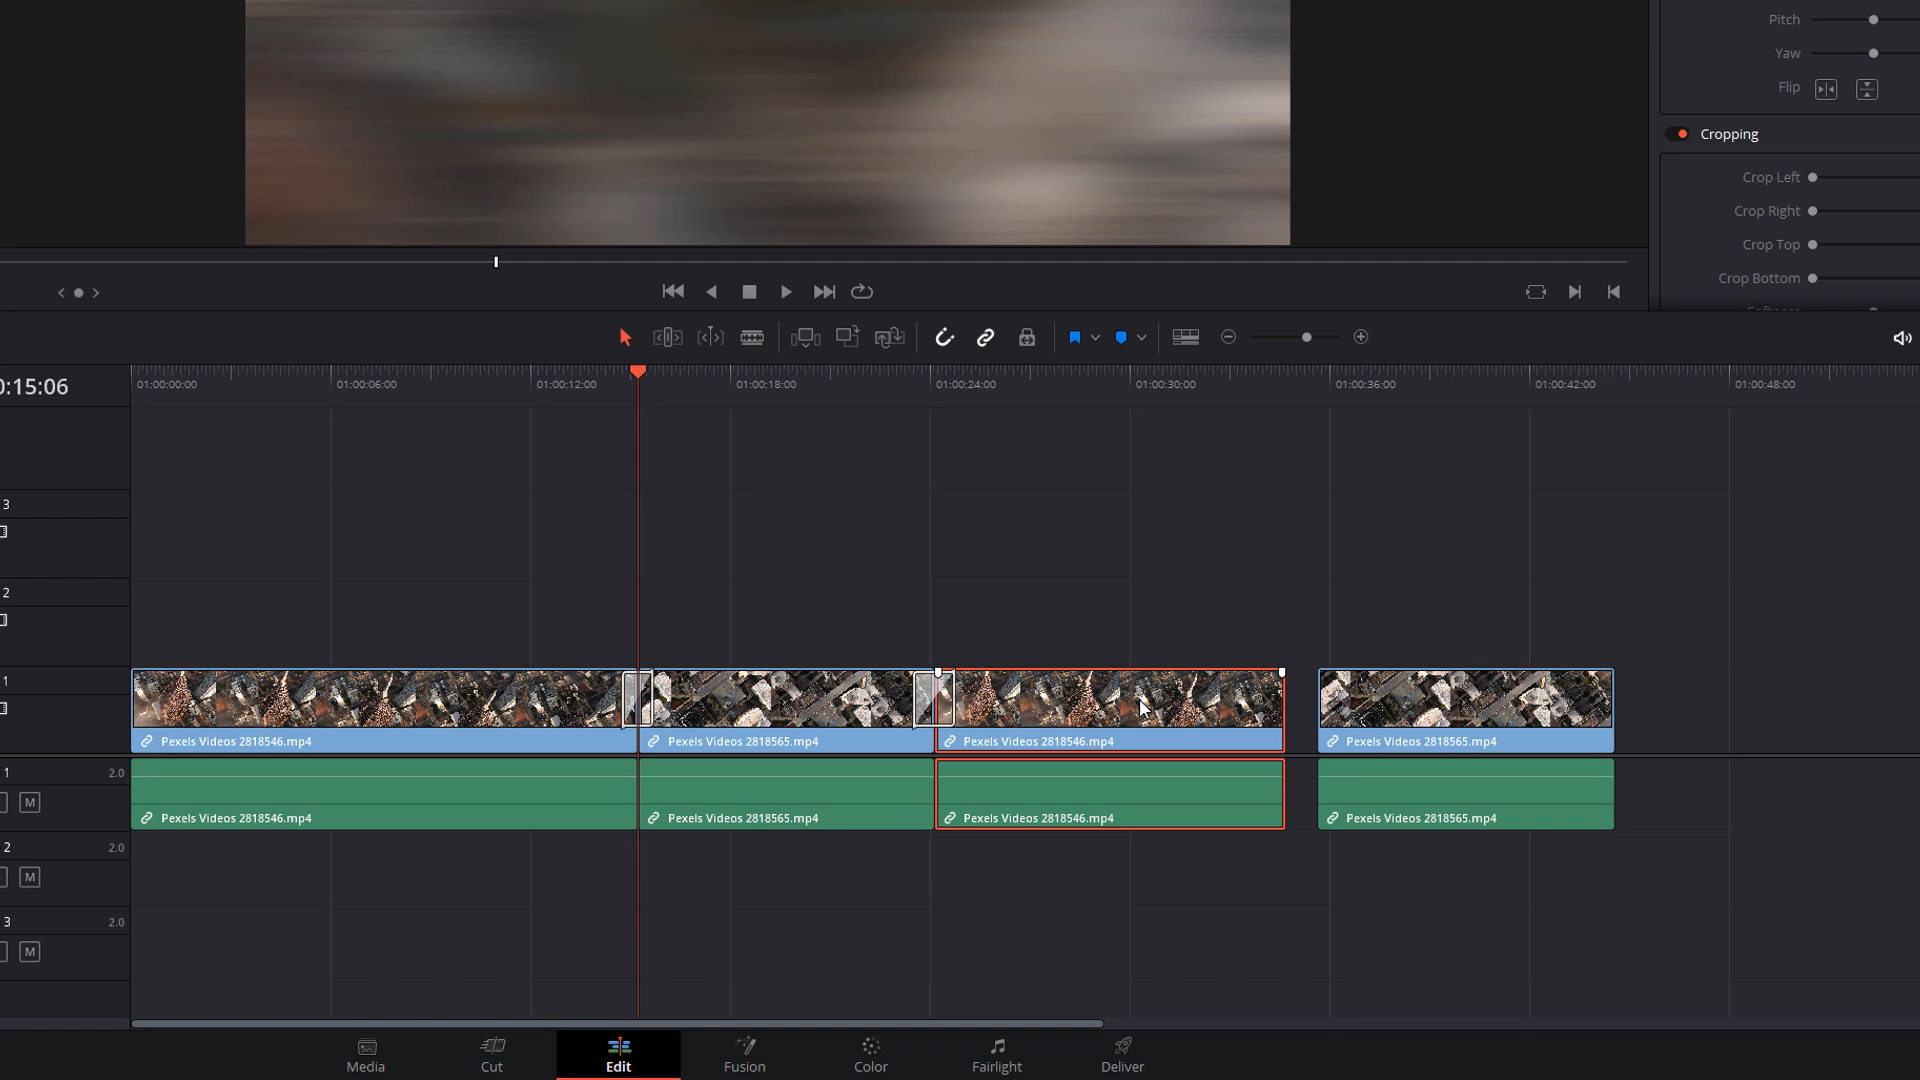 Pitch
Yaw
Flip
Cropping
Crop Left
Crop Right
Crop Top
Crop Bottom
0:15:06
01:00:00:00
01:00:06:00
01:00:12:00
01:00:18:00
01:00:24:00
01:00:30:00
01:00:36:00
01:00:42:00
01:00:48:00
3
2
1
Pexels Videos 2818546.mp4
Pexels Videos 2818565.mp4
Pexels Videos 2818546.mp4
Pexels Videos 2818565.mp4
1 2.0
M
Pexels Videos 2818546.mp4
Pexels Videos 2818565.mp4
Pexels Videos 2818546.mp4
Pexels Videos 2818565.mp4
2 2.0
M
3 2.0
M
Media
Cut
Edit
Fusion
Color
Fairlight
Deliver